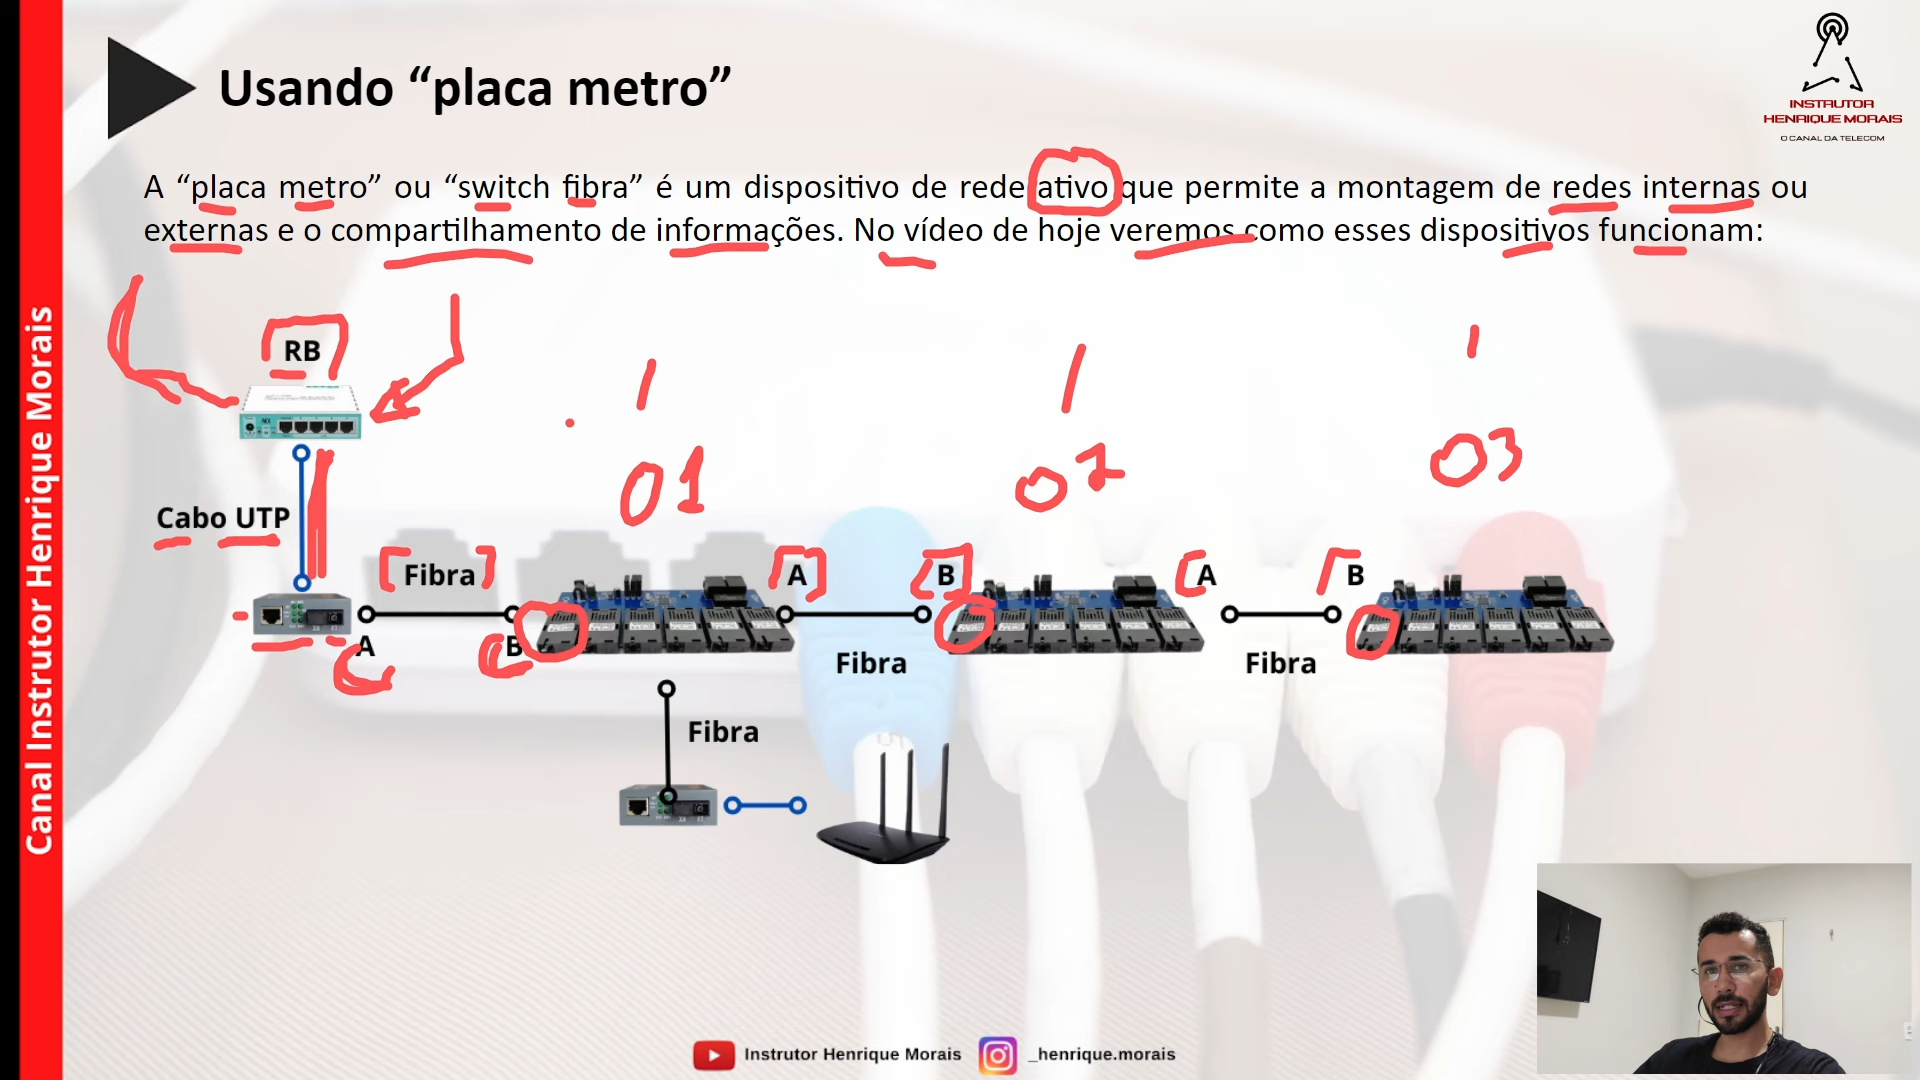 Usando “placa metro”
INSTRUTOR
HENRIQUE MORAIS
O CANAL DA TELECOM
A “placa metro” ou “switch fibra” é um dispositivo de rede ativo que permite a montagem de redes internas ou
externas e o compartilhamento de informações. No vídeo de hoje veremos como esses dispositivos funcionam:
Canal Instrutor Henrique Morais
RB
01
02
03
Cabo UTP
Fibra
A
B
A
B
A
B
Fibra
Fibra
Fibra
Instrutor Henrique Morais
_henrique.morais